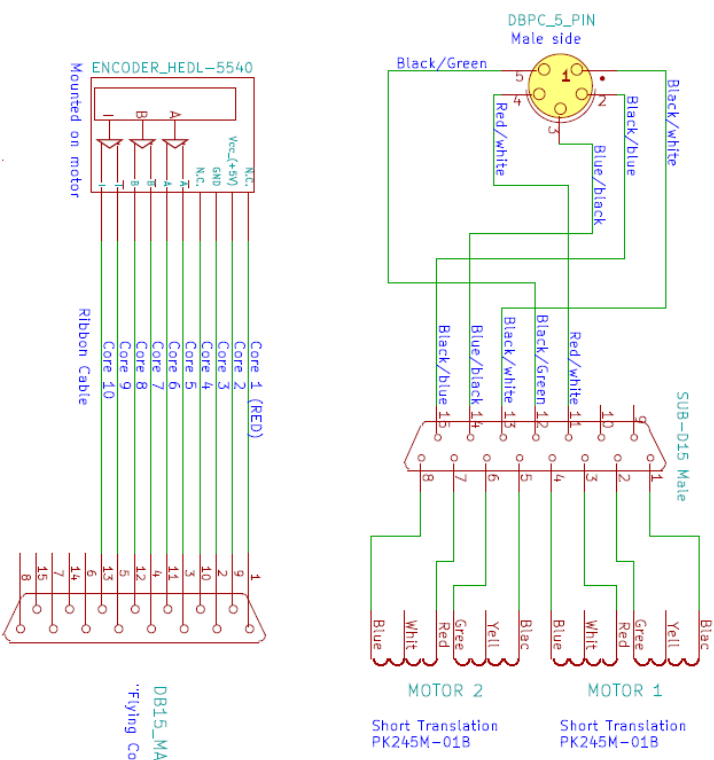 DBPC_5_PIN
Male side
Black/Green
5
1
4
2
3
Red/white
Blue/black
Black/blue
Black/white
ENCODER_HEDL-5540
Mounted on motor
I
B
A
I
I
B
B
A
A
N.C.
GND
Vcc_(+5V)
N.C.
Ribbon Cable
Core 10
Core 9
Core 8
Core 7
Core 6
Core 5
Core 4
Core 3
Core 2
Core 1 (RED)
Black/blue
Blue/black
Black/white
Black/Green
Red/white
15
14
13
12
11
10
9
SUB-D15 Male
8
7
6
5
4
3
2
1
8
15
7
14
6
13
5
12
4
11
3
10
2
9
1
Blue
Whit
Red
Gree
Yell
Blac
Blue
Whit
Red
Gree
Yell
Blac
MOTOR 2
MOTOR 1
Short Translation
PK245M-01B
Short Translation
PK245M-01B
DB15_MA
"Flying Co